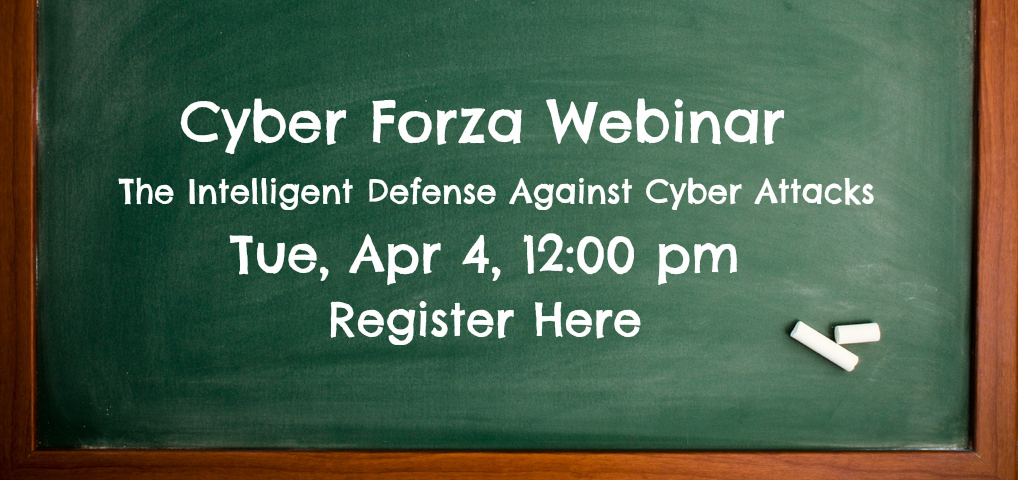 Cyber Forza Webinar
The Intelligent Defense Against Cyber Attacks
Tue, Apr 4, 12:00 pm
Register Here